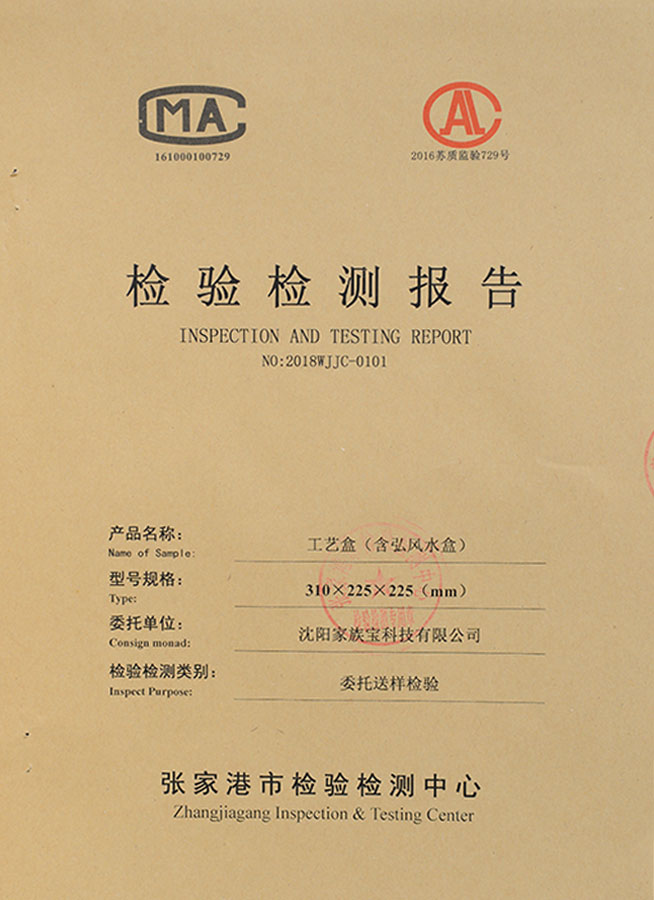 MA
161000100729
AL
2016苏质监验729号
检验检测报告
INSPECTION AND TESTING REPORT
NO:2018WJJC-0101
产品名称： 工艺盒（含弘风水盒）
Name of Sample:
型号规格： 310×225×225（mm）
Type:
委托单位： 沈阳家族宝科技有限公司
Consign monad:
检验检测类别： 委托送样检验
Inspect Purpose:
张家港市检验检测中心
Zhangjiagang Inspection & Testing Center